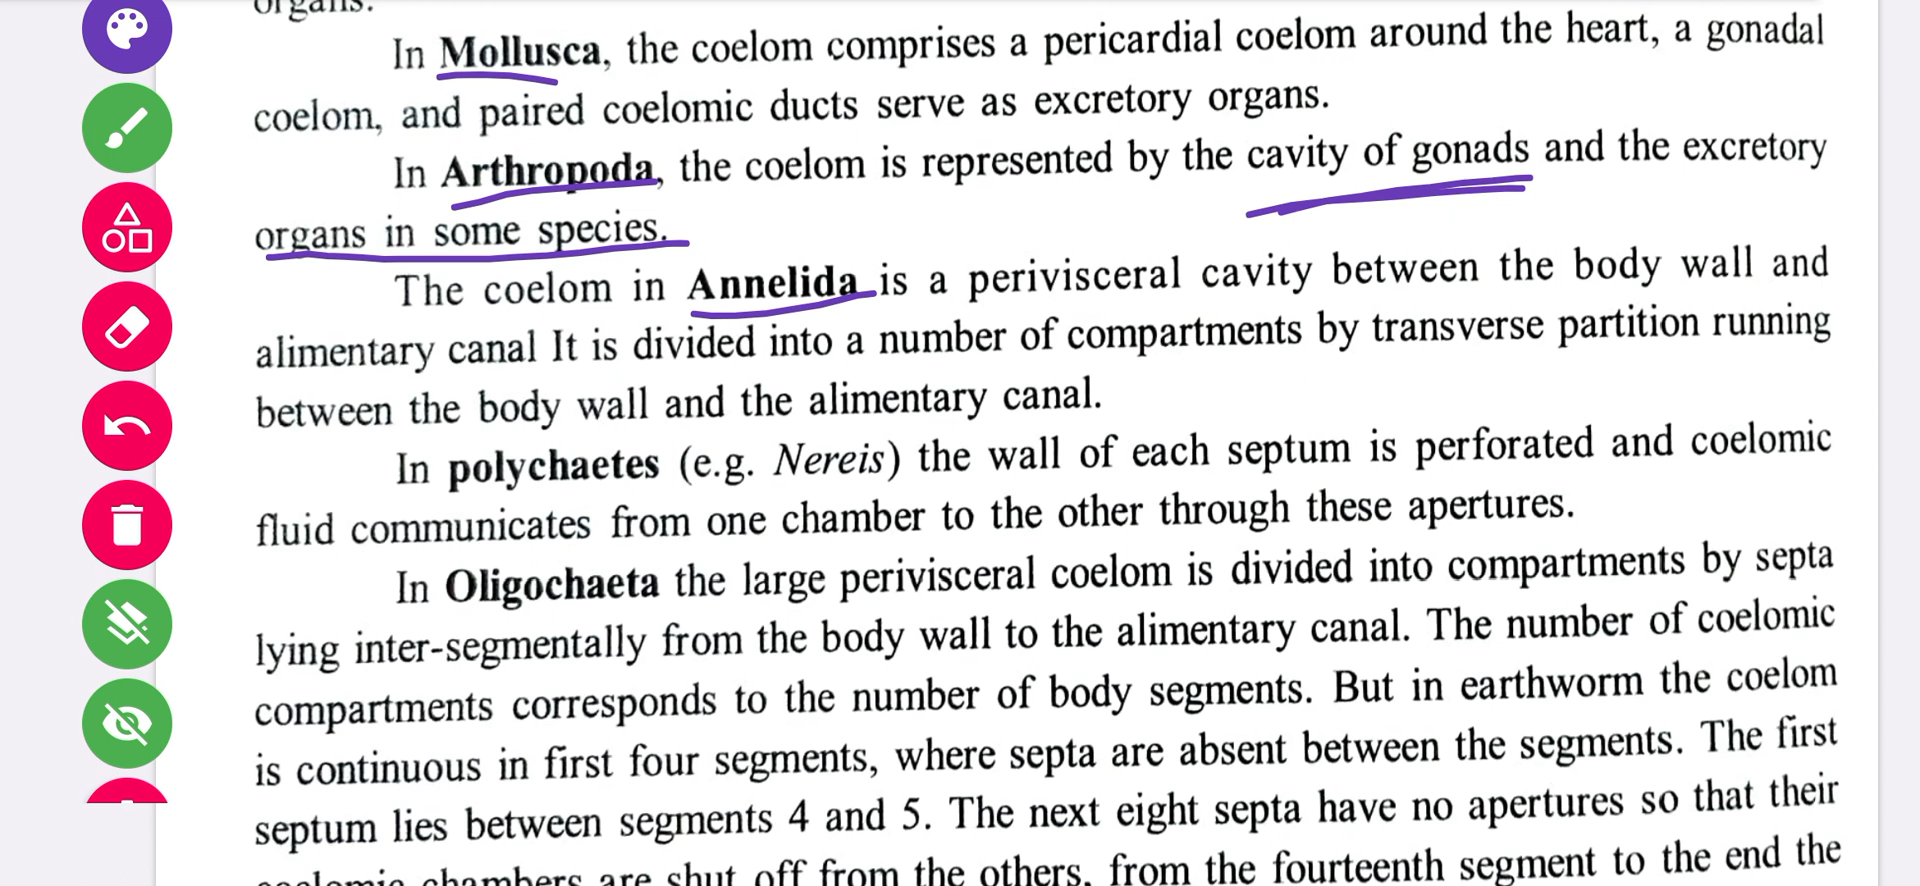 organs.
In Mollusca, the coelom comprises a pericardial coelom around the heart, a gonadal
coelom, and paired coelomic ducts serve as excretory organs.
In Arthropoda, the coelom is represented by the cavity of gonads and the excretory
organs in some species.
The coelom in Annelida is a perivisceral cavity between the body wall and
alimentary canal It is divided into a number of compartments by transverse partition running
between the body wall and the alimentary canal.
In polychaetes (e.g. Nereis) the wall of each septum is perforated and coelomic
fluid communicates from one chamber to the other through these apertures.
In Oligochaeta the large perivisceral coelom is divided into compartments by septa
lying inter-segmentally from the body wall to the alimentary canal. The number of coelomic
compartments corresponds to the number of body segments. But in earthworm the coelom
is continuous in first four segments, where septa are absent between the segments. The first
septum lies between segments 4 and 5. The next eight septa have no apertures so that their
coelomic chambers are shut off from the others, from the fourteenth segment to the end the